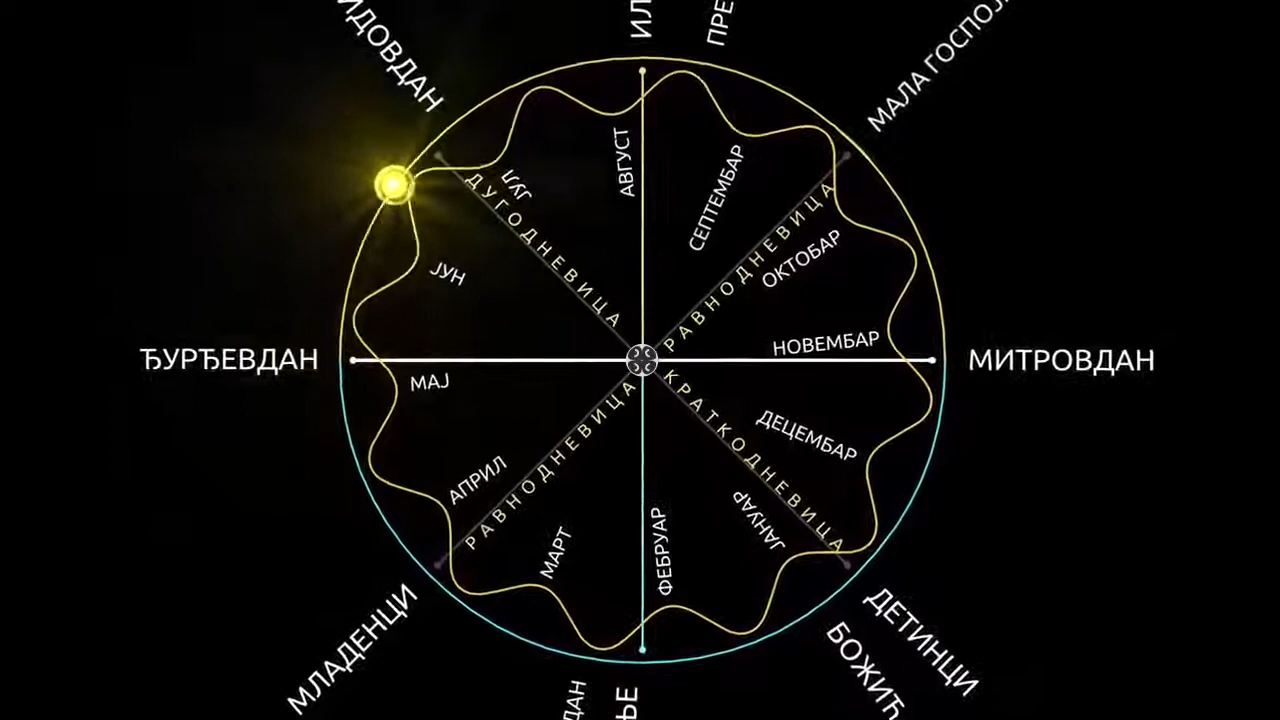 ИДОВДАН
ИЛ
ПРЕ
МАЛА ГОСПОЈ
АВГУСТ
СЕПТЕМБАР
ЈУЛ
ДУГОДНЕВИЦА
РАВНОДНЕВИЦА
ОКТОБАР
ЈУН
НОВЕМБАР
ЂУРЂЕВДАН
МИТРОВДАН
МАЈ
КРАТКОДНЕВИЦА
РАВНОДНЕВИЦА
ДЕЦЕМБАР
АПРИЛ
ЈАНУАР
МАРТ
ФЕБРУАР
МЛАДЕНЦИ
ДЕТИНЦИ
БОЖИЋ
ДАН
ЊЕ